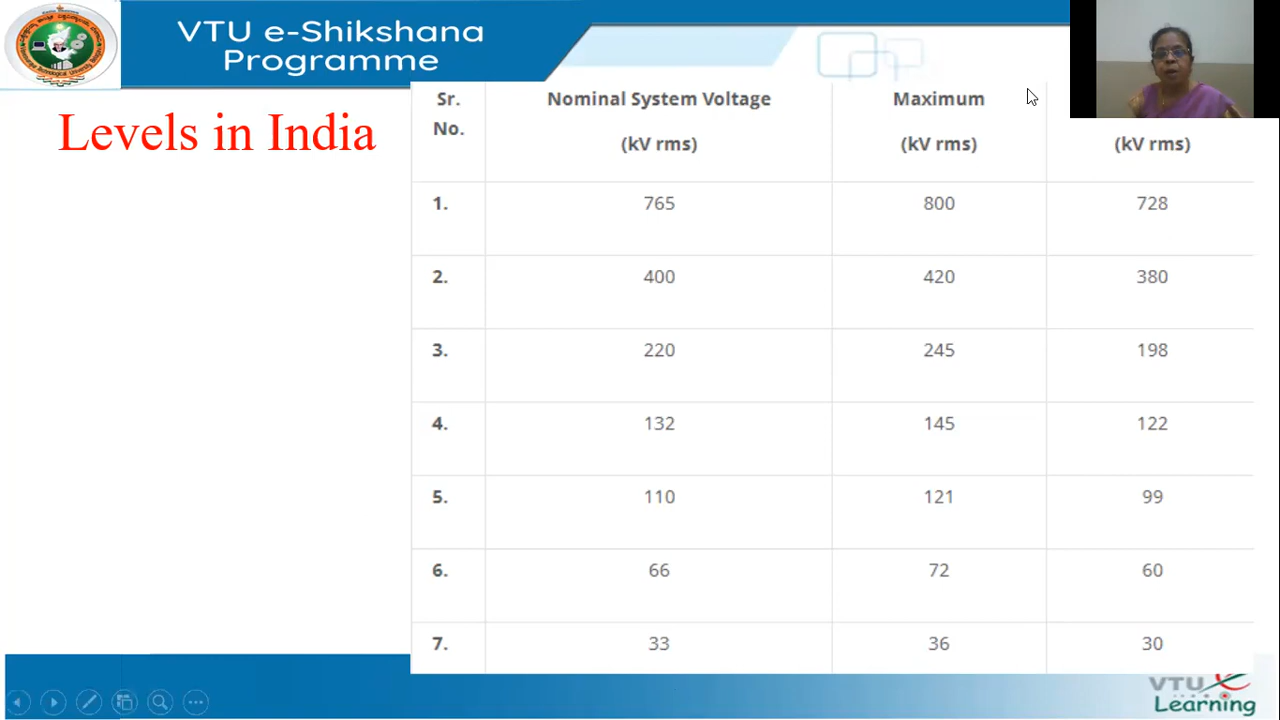 VTU e-Shikshana
Programme
Levels in India
Sr. No. Nominal System Voltage (kV rms) Maximum (kV rms) (kV rms)
1. 765 800 728
2. 400 420 380
3. 220 245 198
4. 132 145 122
5. 110 121 99
6. 66 72 60
7. 33 36 30
VTU
Learning